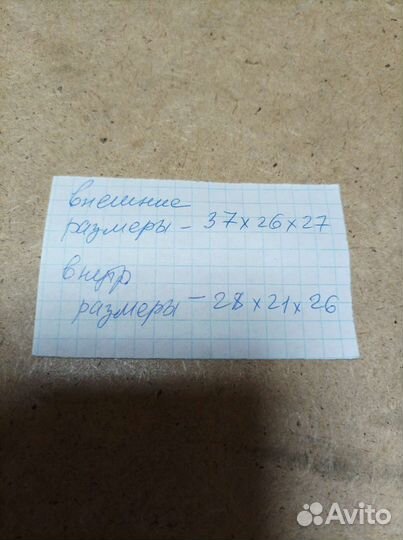 внешние
размеры - 37х26х27
внутр
размеры - 28х21х26
Avito